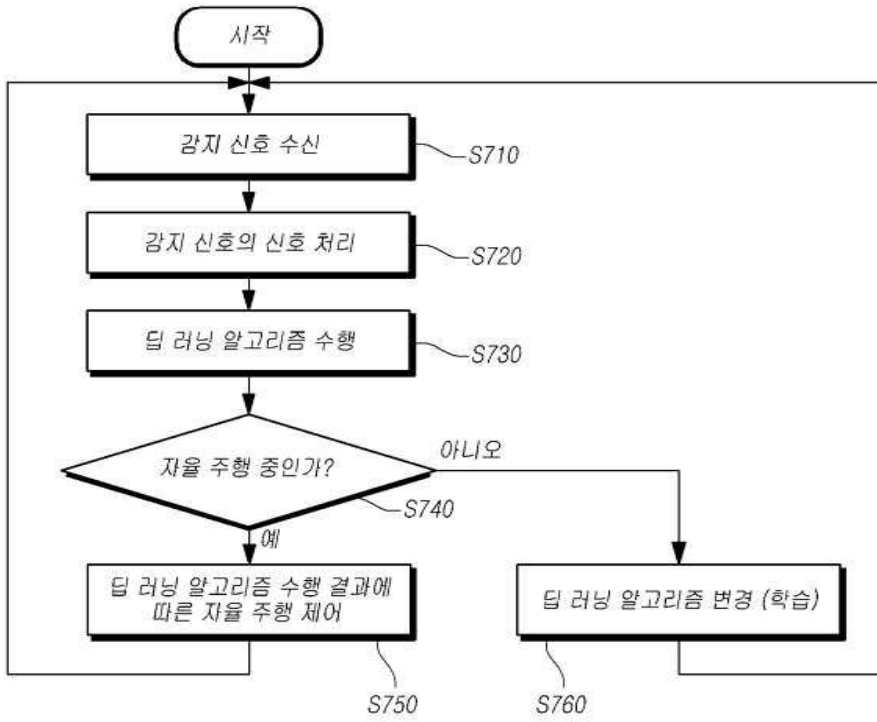 시작
감지 신호 수신
S710
감지 신호의 신호 처리
S720
딥 러닝 알고리즘 수행
S730
자율 주행 중인가?
아니오
S740
예
딥 러닝 알고리즘 수행 결과에
따른 자율 주행 제어
딥 러닝 알고리즘 변경 (학습)
S750
S760